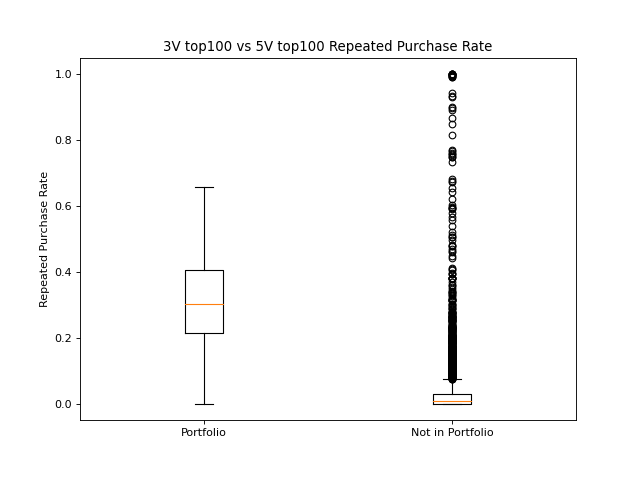 3V top100 vs 5V top100 Repeated Purchase Rate
1.0
0.8
0.6
0.4
0.2
0.0
Repeated Purchase Rate
Portfolio
Not in Portfolio